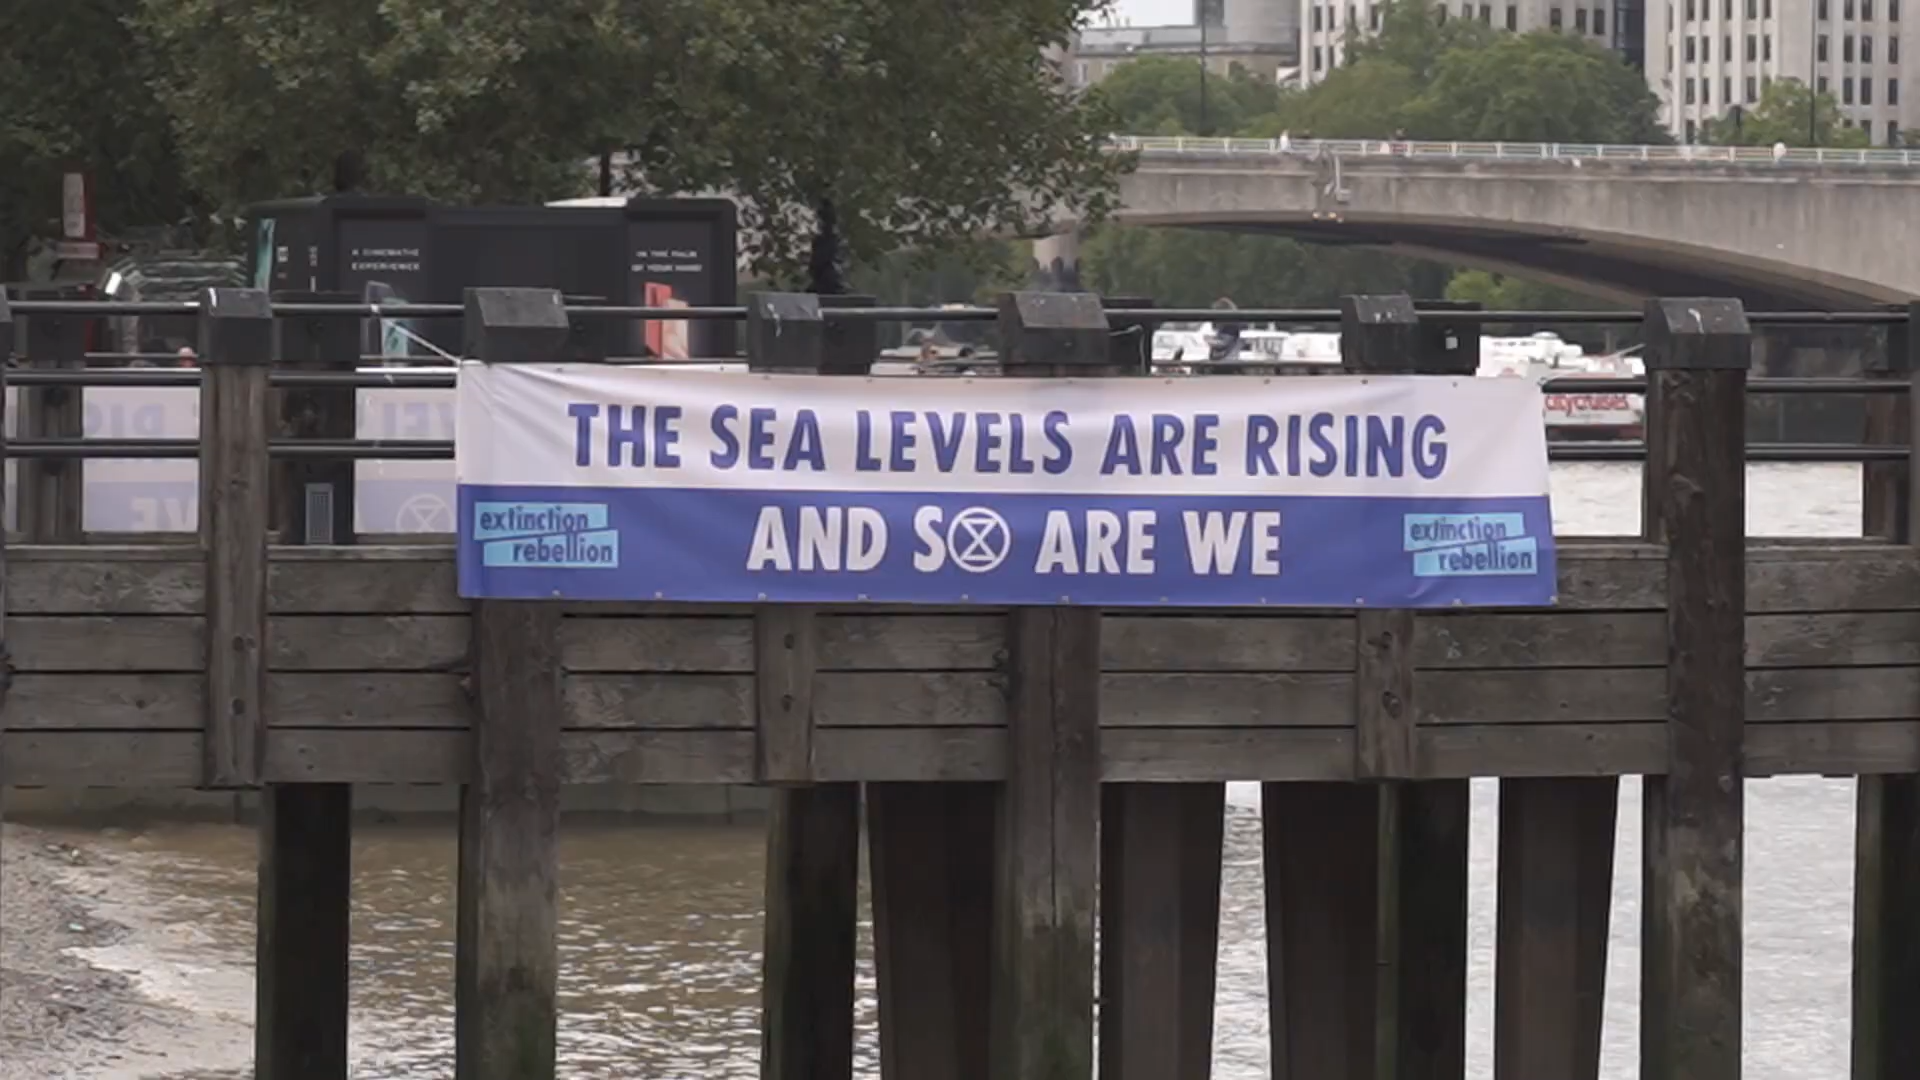 A CINEMATIC
EXPERIENCE
IN THE PALM
OF YOUR HAND
THE SEA LEVELS ARE RISING
AND SO ARE WE
extinction
rebellion
extinction
rebellion
citycruises